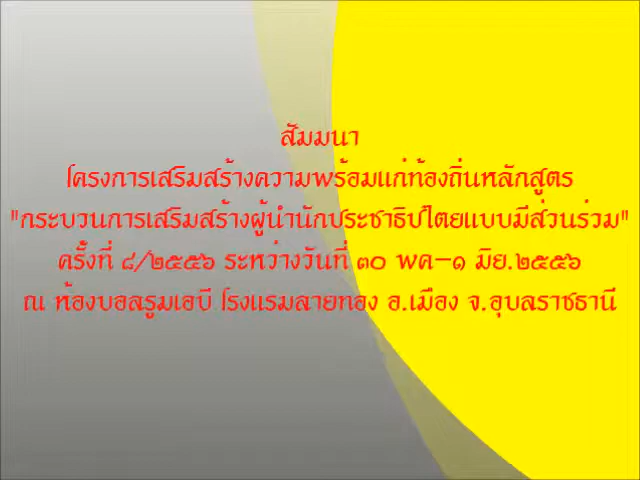 สัมมนา
โครงการเสริมสร้างความพร้อมแก่ท้องถิ่นหลักสูตร
"กระบวนการเสริมสร้างผู้นำนักประชาธิปไตยแบบมีส่วนร่วม"
ครั้งที่ ๘/๒๕๕๖ ระหว่างวันที่ ๓๐ พค-๑ มิย.๒๕๕๖
ณ ห้องบอลรูมเอบี โรงแรมลายทอง อ.เมือง จ.อุบลราชธานี